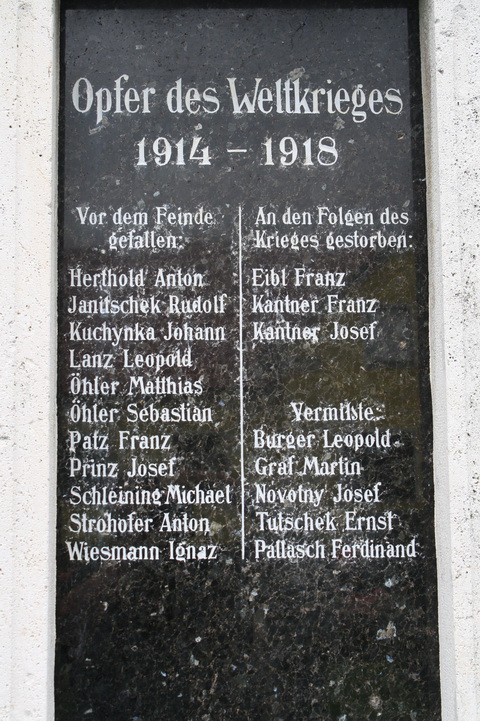 Opfer des Weltkrieges
1914 – 1918
Vor dem Feinde
gefallen:
Herthold Anton
Janitschek Rudolf
Kuchynka Johann
Lanz Leopold
Öhler Matthias
Öhler Sebastian
Patz Franz
Prinz Josef
Schleining Michael
Strohofer Anton
Wiesmann Ignaz
An den Folgen des
Krieges gestorben:
Eibl Franz
Kantner Franz
Kantner Josef
Vermißte:
Burger Leopold
Graf Martin
Novotny Josef
Tutschek Ernst
Pallasch Ferdinand